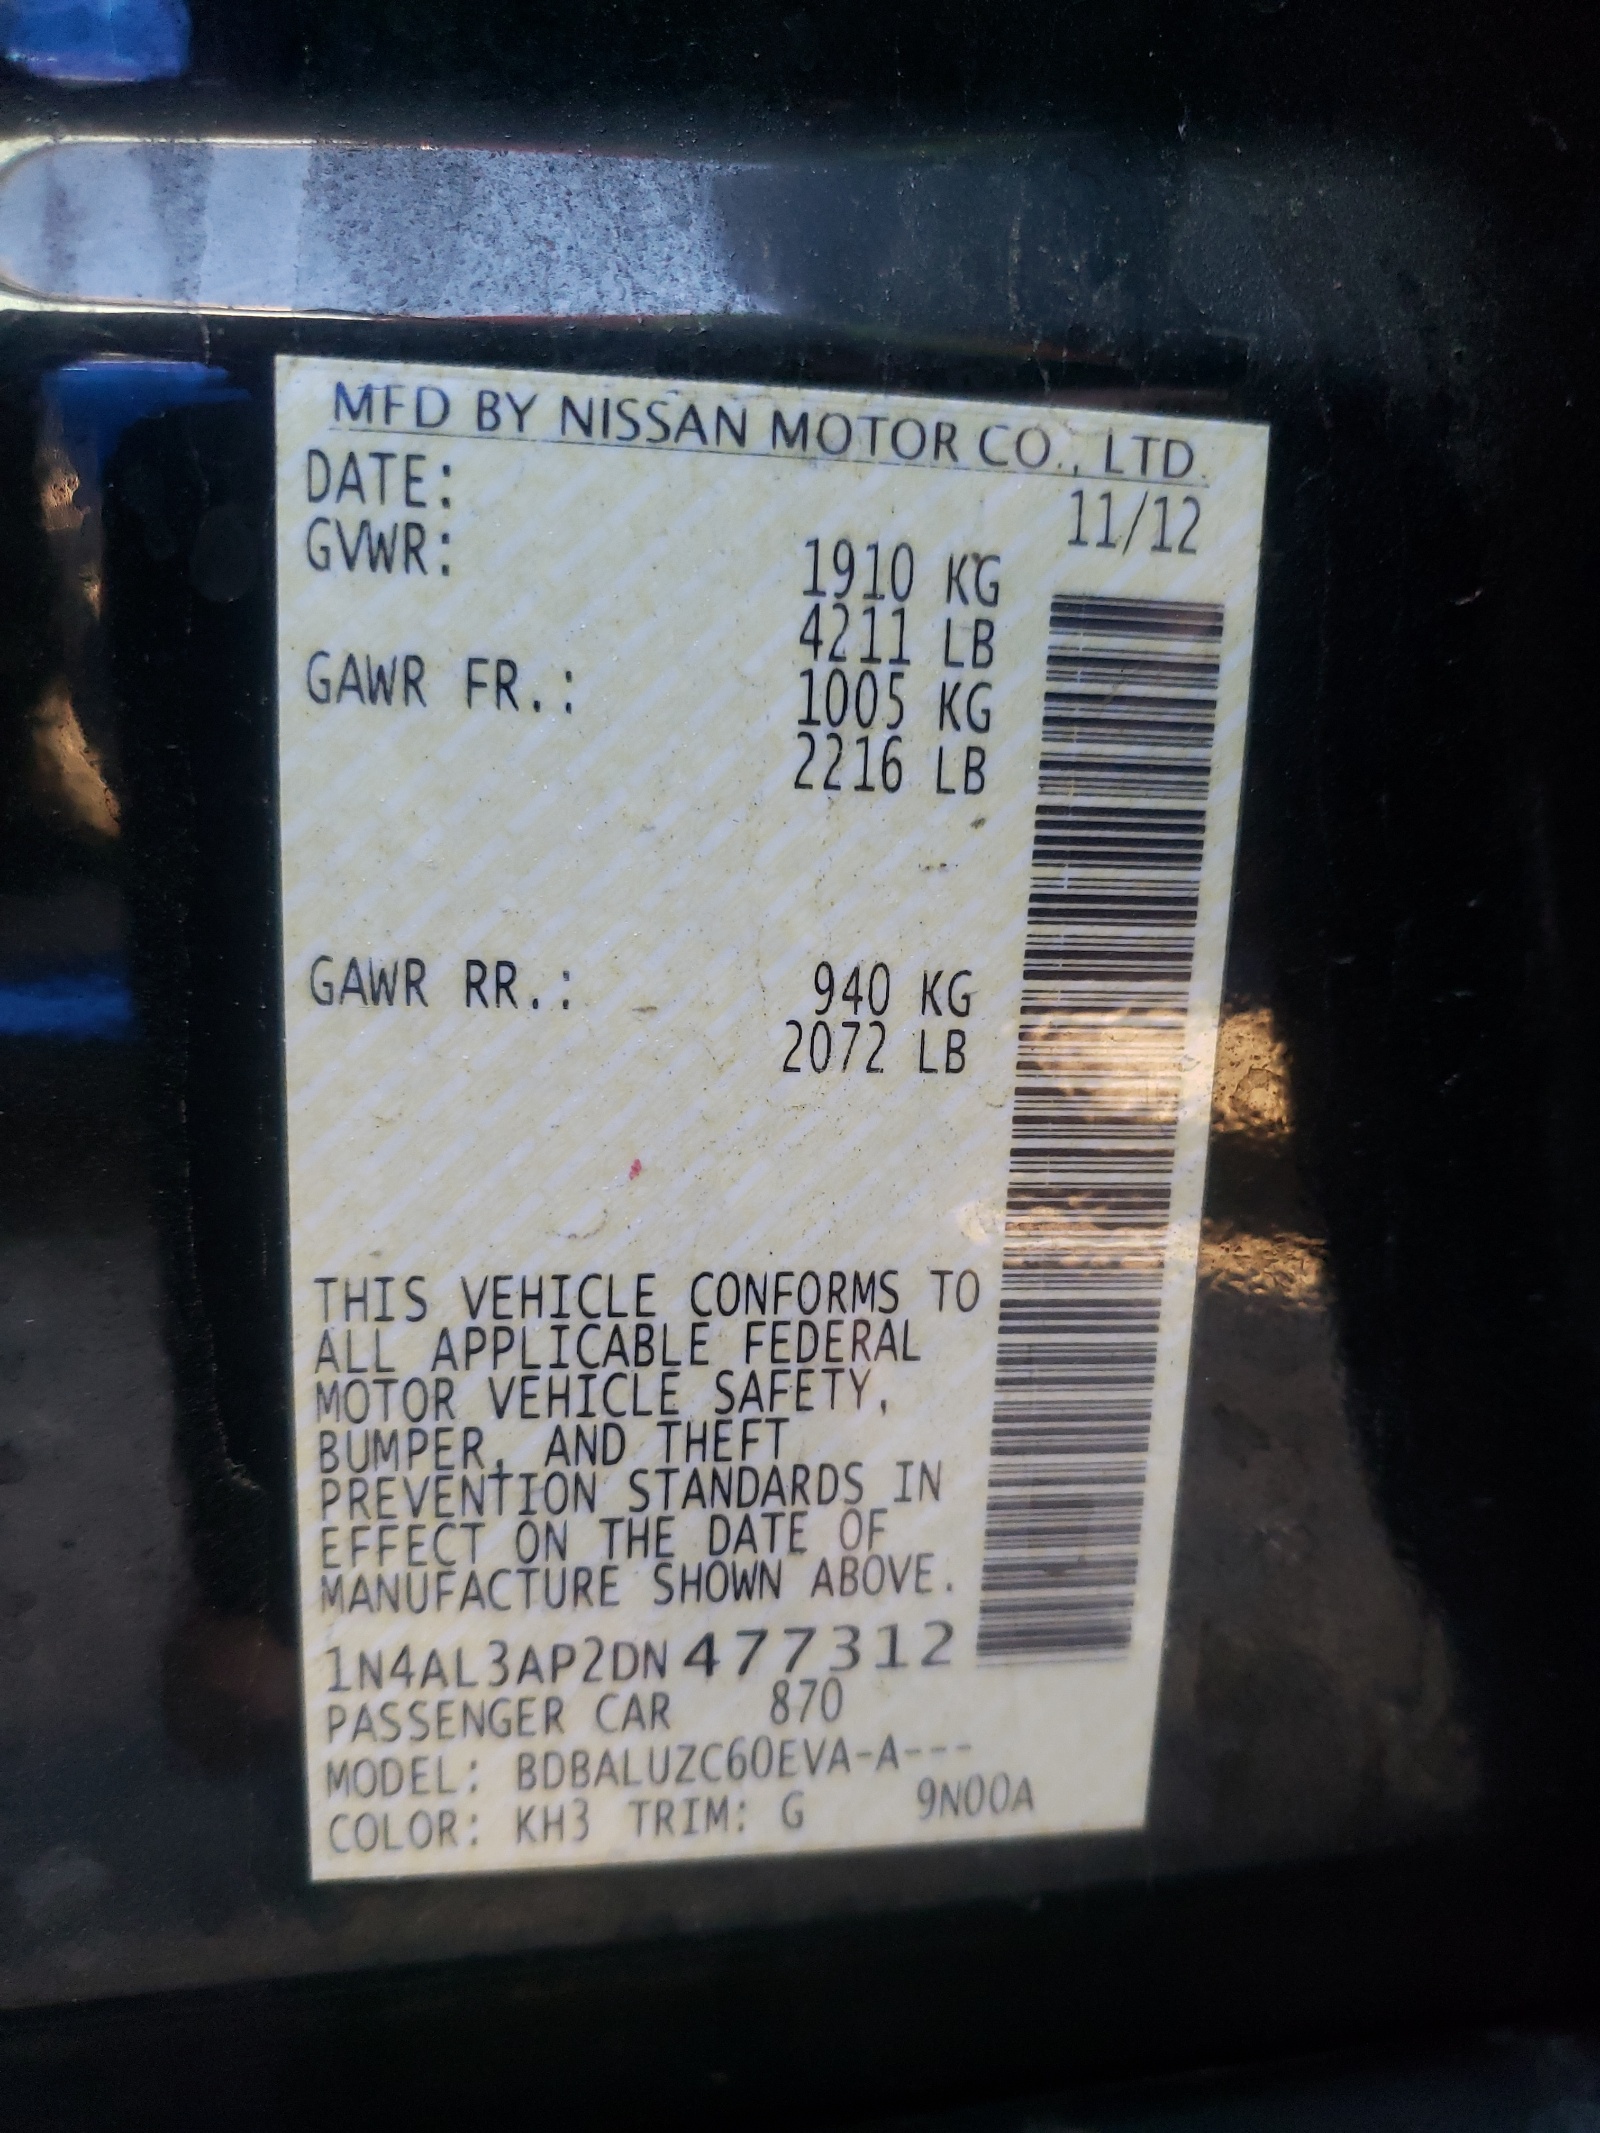 MFD BY NISSAN MOTOR CO., LTD.
DATE: 11/12
GVWR: 1910 KG
4211 LB
GAWR FR.: 1005 KG
2216 LB
GAWR RR.: 940 KG
2072 LB
THIS VEHICLE CONFORMS TO
ALL APPLICABLE FEDERAL
MOTOR VEHICLE SAFETY,
BUMPER, AND THEFT
PREVENTION STANDARDS IN
EFFECT ON THE DATE OF
MANUFACTURE SHOWN ABOVE.
1N4AL3AP2DN477312
PASSENGER CAR 870
MODEL: BDBALUZC60EVA-A---
COLOR: KH3 TRIM: G 9N00A